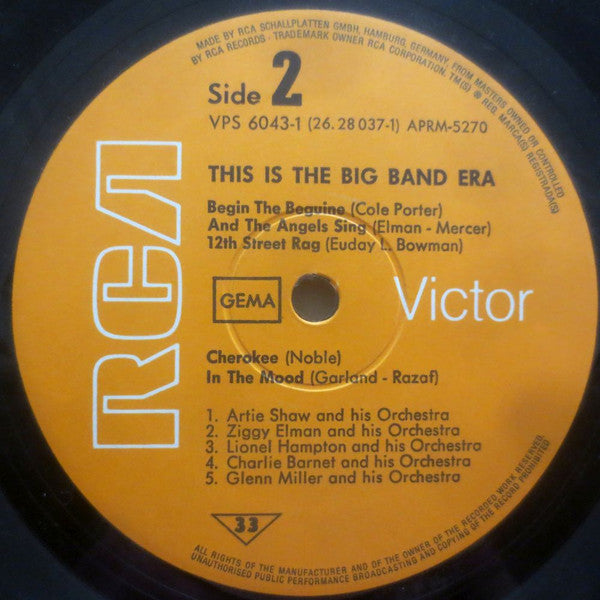 MADE BY RCA SCHALLPLATTEN GMBH, HAMBURG, GERMANY, FROM MASTERS OWNED OR CONTROLLED
BY RCA RECORDS · TRADEMARK OWNER RCA CORPORATION. TM(S) ® REG. MARCA(S) REGISTRADA(S)
Side 2
VPS 6043-1 (26.28 037-1) APRM-5270
THIS IS THE BIG BAND ERA
Begin The Beguine (Cole Porter)
And The Angels Sing (Elman - Mercer)
12th Street Rag (Euday L. Bowman)
RCA
GEMA
Victor
Cherokee (Noble)
In The Mood (Garland - Razaf)
1. Artie Shaw and his Orchestra
2. Ziggy Elman and his Orchestra
3. Lionel Hampton and his Orchestra
4. Charlie Barnet and his Orchestra
5. Glenn Miller and his Orchestra
33
ALL RIGHTS OF THE MANUFACTURER AND OF THE OWNER OF THE RECORDED WORK RESERVED.
UNAUTHORISED PUBLIC PERFORMANCE BROADCASTING AND COPYING OF THE RECORD PROHIBITED